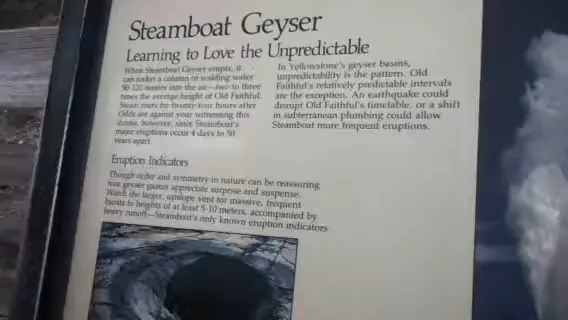 Steamboat Geyser
Learning to Love the Unpredictable
When Steamboat Geyser erupts, it
can rocket a column of scalding water
90-120 meters into the air—two to three
times the average height of Old Faithful.
Steam roars for twenty-four hours after
Odds are against your witnessing this
drama, however, since Steamboat's
major eruptions occur 4 days to 50
years apart.
In Yellowstone's geyser basins,
unpredictability is the pattern. Old
Faithful's relatively predictable intervals
are the exception. An earthquake could
disrupt Old Faithful's timetable, or a shift
in subterranean plumbing could allow
Steamboat more frequent eruptions.
Eruption Indicators
Though order and symmetry in nature can be reassuring
true geyser gazers appreciate surprise and suspense.
Watch the larger, upslope vent for massive, frequent
bursts to heights of at least 5-10 meters, accompanied by
heavy runoff—Steamboat's only known eruption indicators